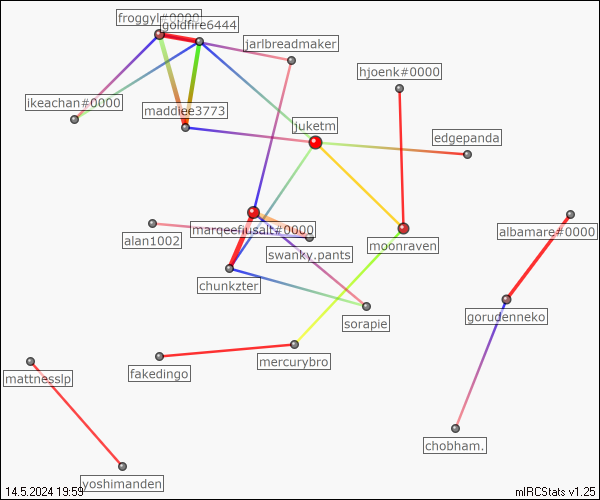 froggyl#0000
goldfire6444
jarlbreadmaker
hjoenk#0000
ikeachan#0000
maddiee3773
juketm
edgepanda
alan1002
marqeefiusalt#0000
swanky.pants
moonraven
albamare#0000
chunkzter
sorapie
gorudenneko
mercurybro
fakedingo
mattnesslp
chobham.
yoshimanden
14.5.2024 19:59
mIRCStats v1.25